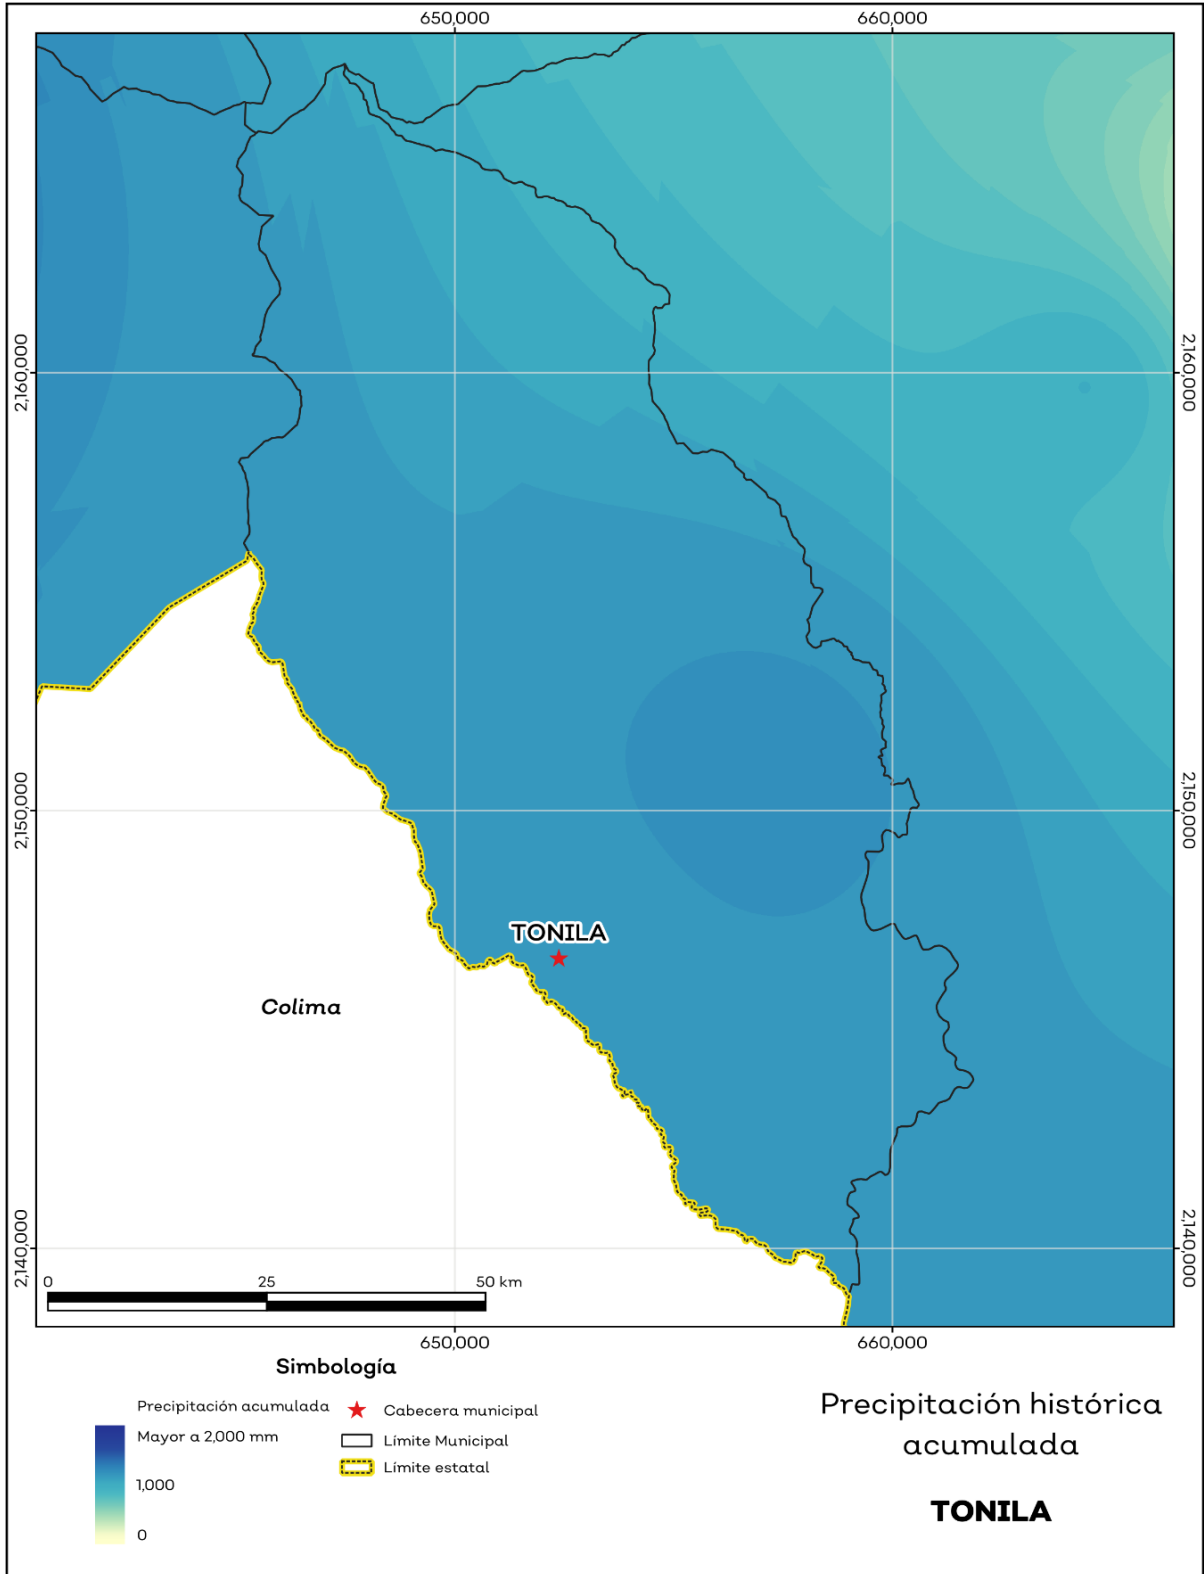 650,000
660,000
2,160,000
2,160,000
2,150,000
2,150,000
TONILA
Colima
2,140,000
2,140,000
0 25 50 km
650,000
660,000
Simbología
Precipitación acumulada
Mayor a 2,000 mm
1,000
0
Cabecera municipal
Límite Municipal
Límite estatal
Precipitación histórica
acumulada
TONILA